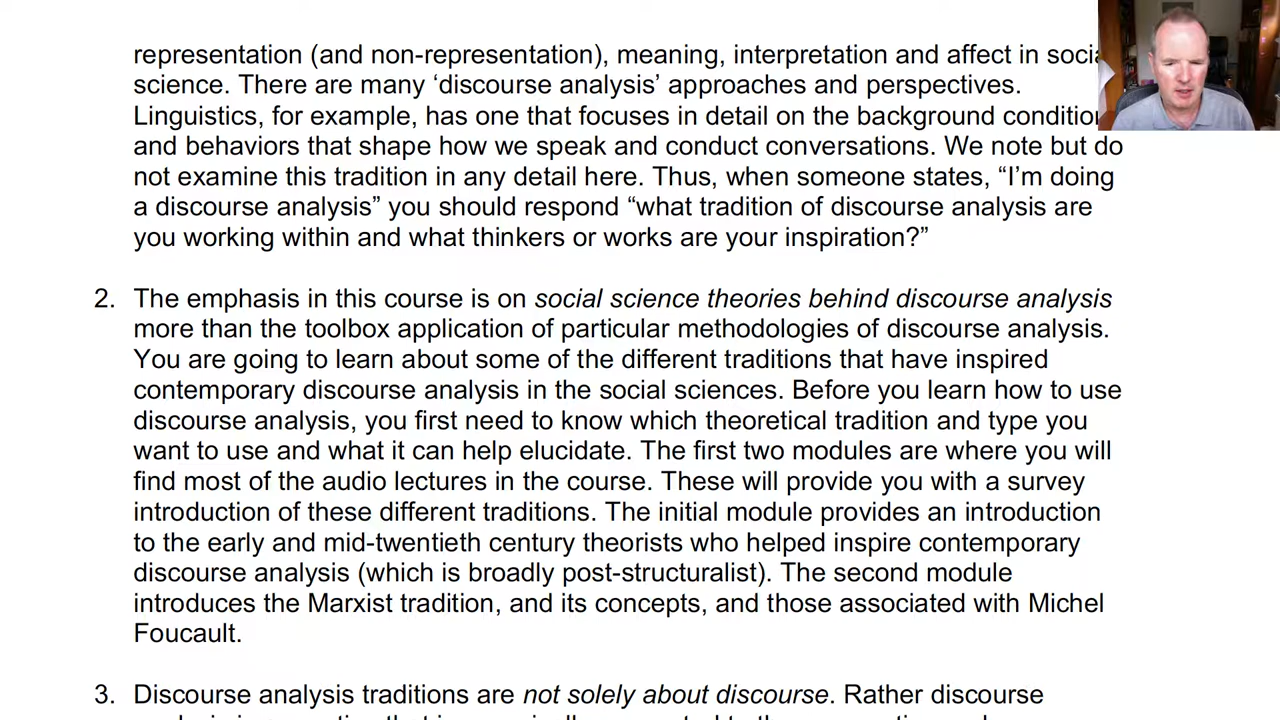 representation (and non-representation), meaning, interpretation and affect in
science. There are many ‘discourse analysis’ approaches and perspectives.
Linguistics, for example, has one that focuses in detail on the background
and behaviors that shape how we speak and conduct conversations. We note but do
not examine this tradition in any detail here. Thus, when someone states, “I’m doing
a discourse analysis” you should respond “what tradition of discourse analysis are
you working within and what thinkers or works are your inspiration?”
2. The emphasis in this course is on social science theories behind discourse analysis
more than the toolbox application of particular methodologies of discourse analysis.
You are going to learn about some of the different traditions that have inspired
contemporary discourse analysis in the social sciences. Before you learn how to use
discourse analysis, you first need to know which theoretical tradition and type you
want to use and what it can help elucidate. The first two modules are where you will
find most of the audio lectures in the course. These will provide you with a survey
introduction of these different traditions. The initial module provides an introduction
to the early and mid-twentieth century theorists who helped inspire contemporary
discourse analysis (which is broadly post-structuralist). The second module
introduces the Marxist tradition, and its concepts, and those associated with Michel
Foucault.
3. Discourse analysis traditions are not solely about discourse. Rather discourse